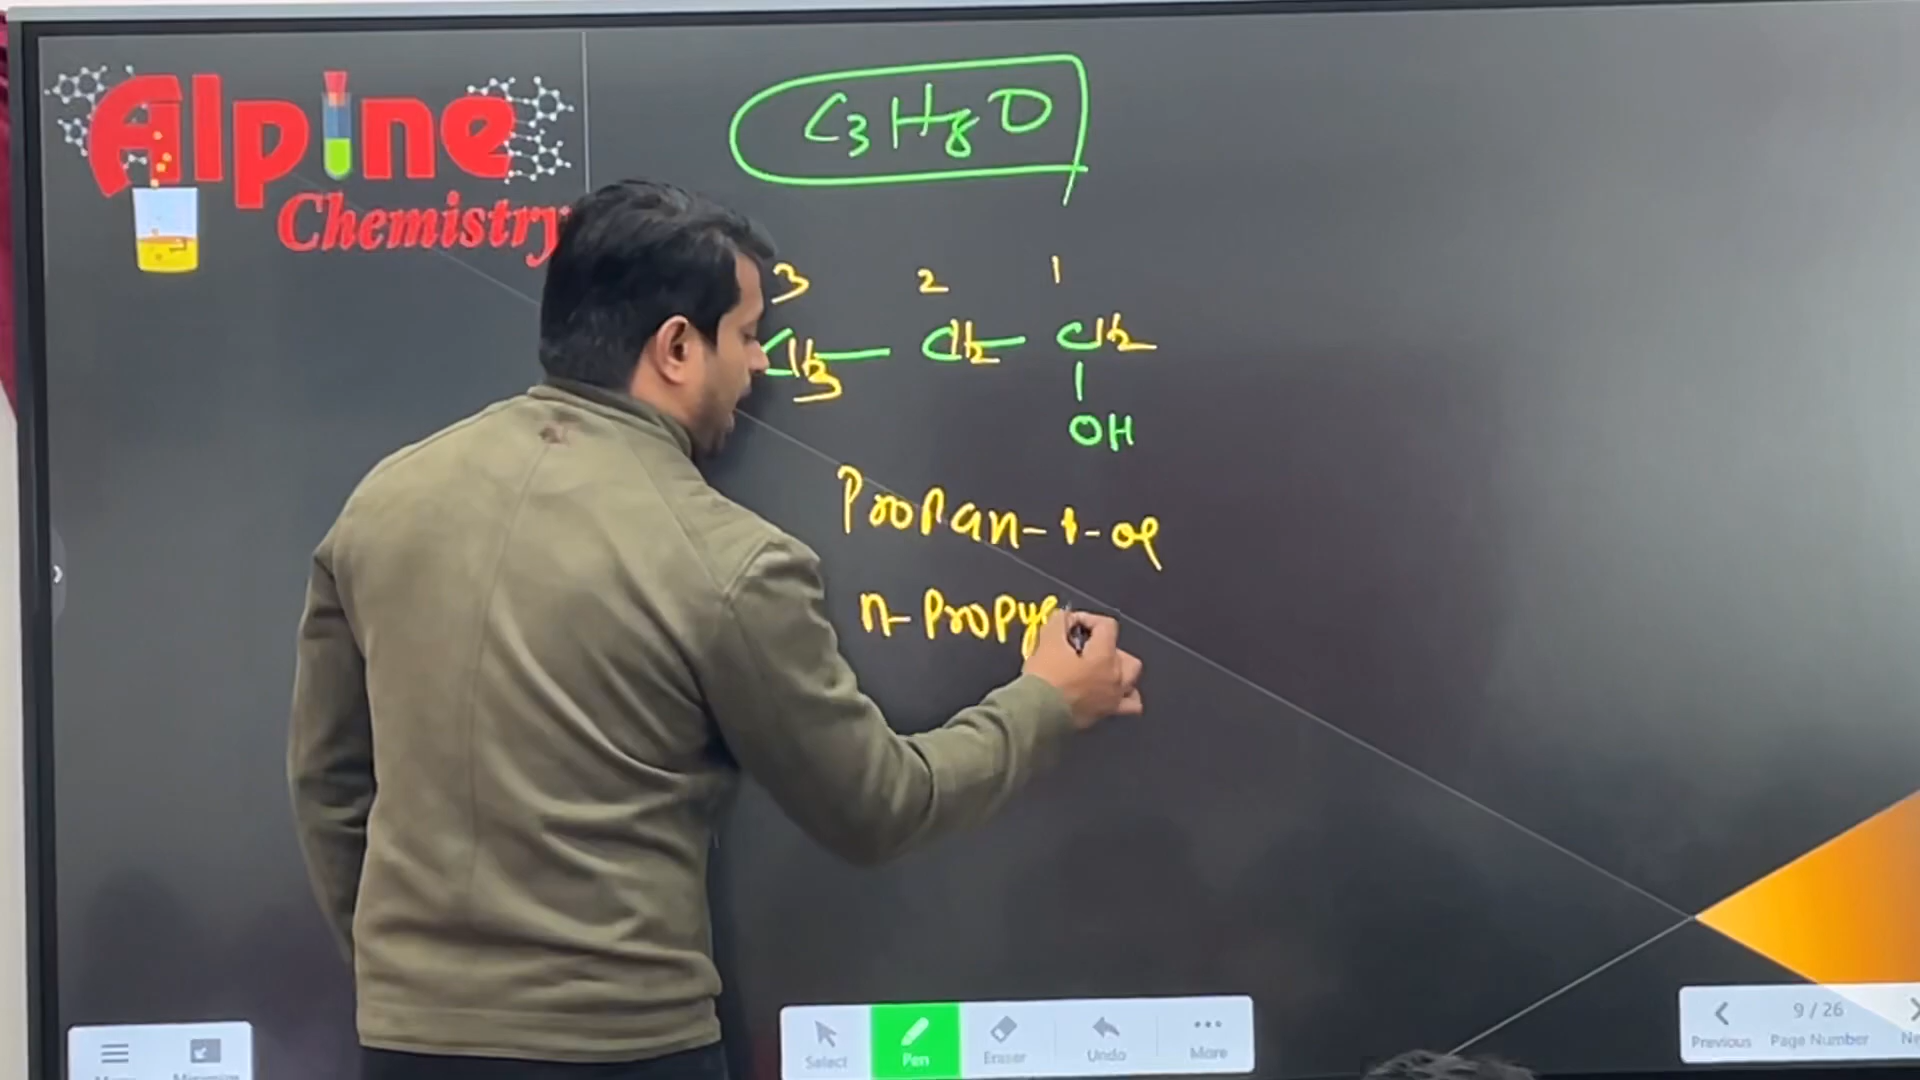 Alpine
Chemistry
C3H8O
3 2 1
CH3 — CH2 — CH2
OH
Propan-1-ol
n-propyl
Select
Pen
Eraser
Undo
More
Previous
9 / 26
Page Number